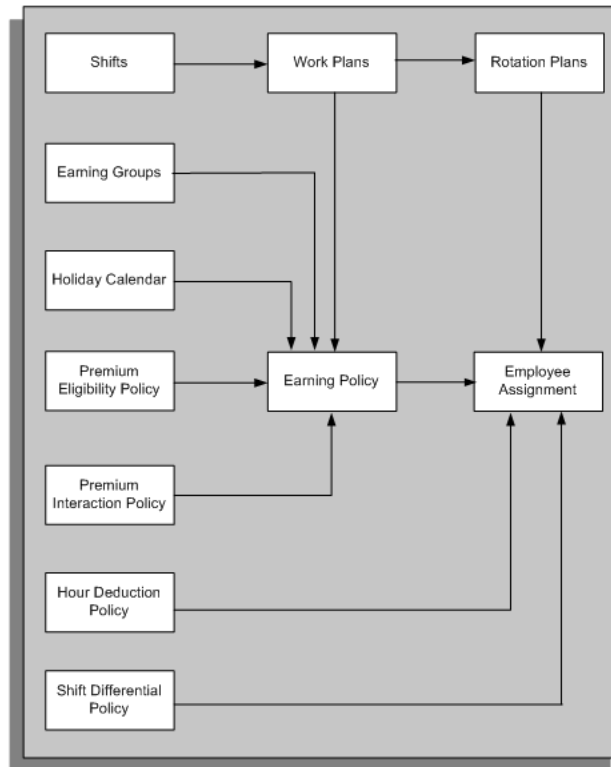 Shifts
Work Plans
Rotation Plans
Earning Groups
Holiday Calendar
Premium
Eligibility Policy
Earning Policy
Employee
Assignment
Premium
Interaction Policy
Hour Deduction
Policy
Shift Differential
Policy